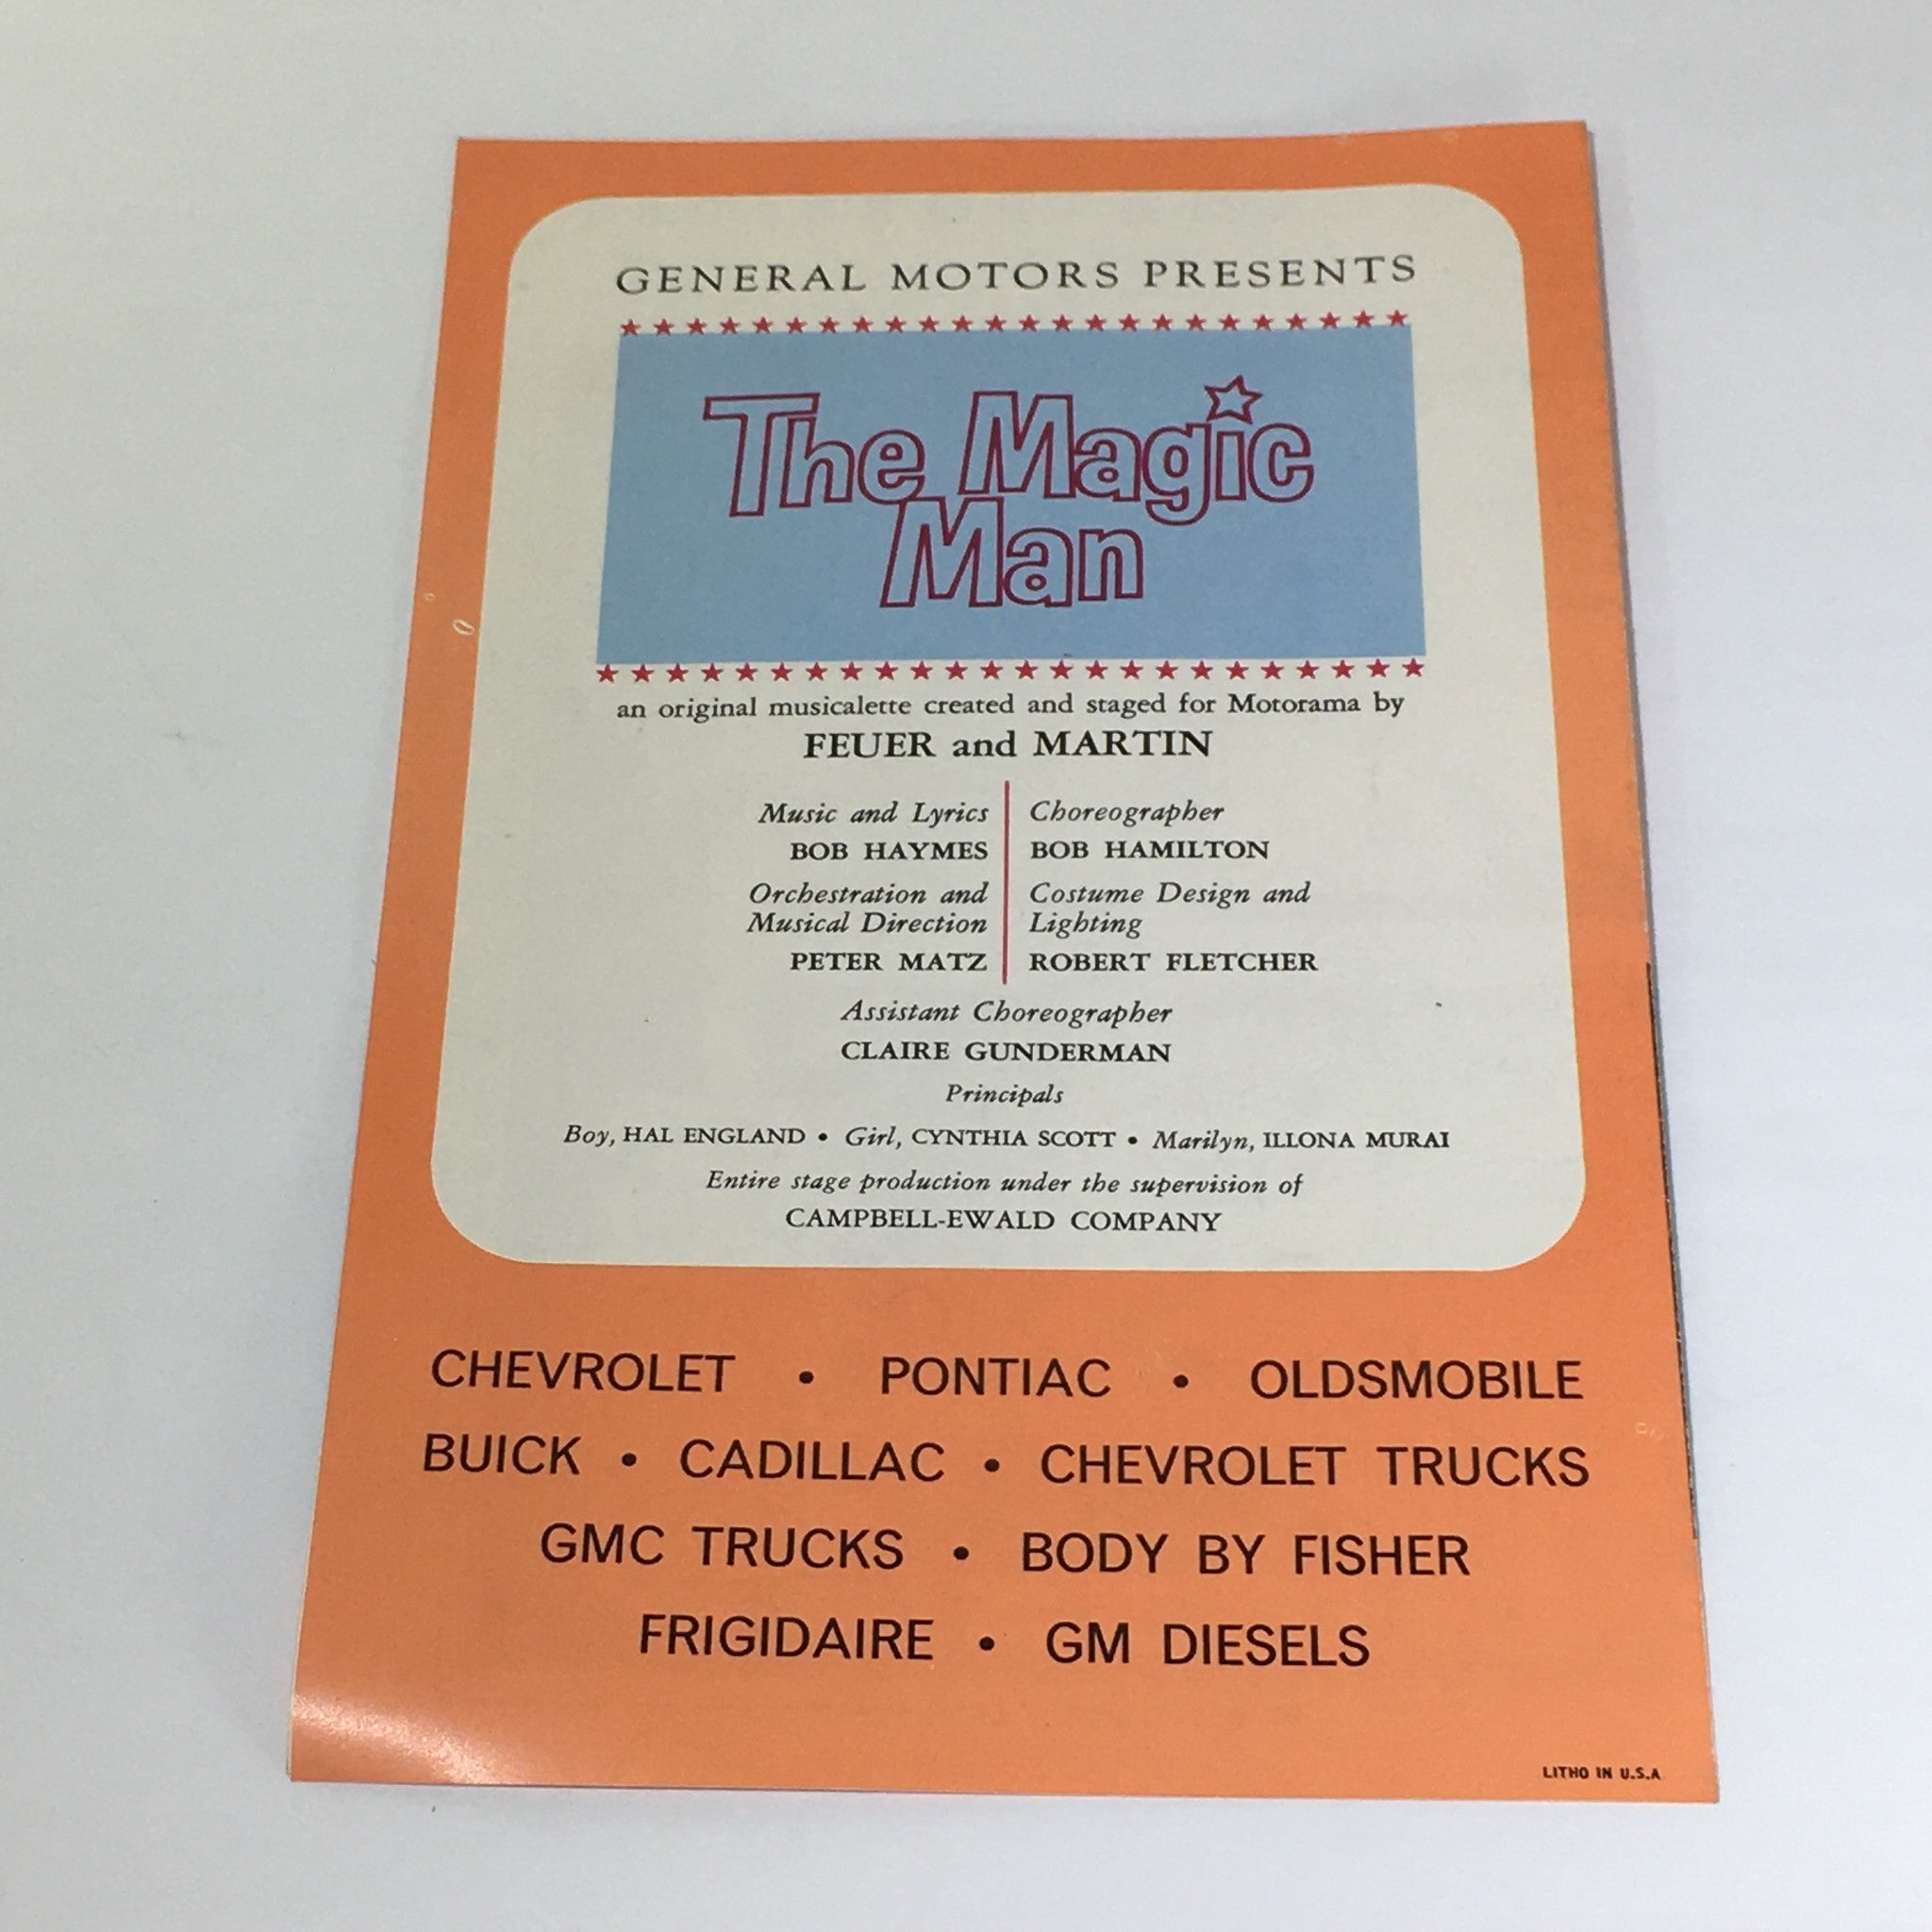 GENERAL MOTORS PRESENTS
The Magic
Man
an original musicalette created and staged for Motorama by
FEUER and MARTIN
Music and Lyrics
BOB HAYMES
Orchestration and
Musical Direction
PETER MATZ
Choreographer
BOB HAMILTON
Costume Design and
Lighting
ROBERT FLETCHER
Assistant Choreographer
CLAIRE GUNDERMAN
Principals
Boy, HAL ENGLAND • Girl, CYNTHIA SCOTT • Marilyn, ILLONA MURAI
Entire stage production under the supervision of
CAMPBELL-EWALD COMPANY
CHEVROLET • PONTIAC • OLDSMOBILE
BUICK • CADILLAC • CHEVROLET TRUCKS
GMC TRUCKS • BODY BY FISHER
FRIGIDAIRE • GM DIESELS
LITHO IN U.S.A